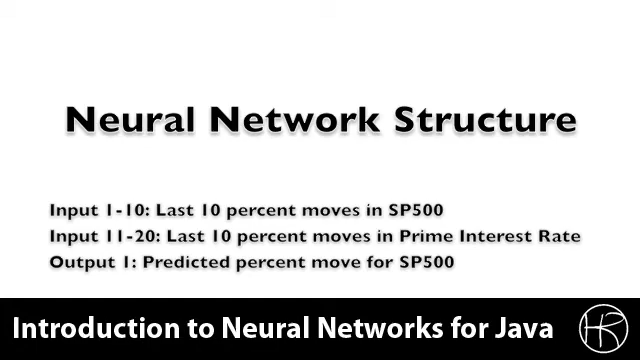 Neural Network Structure
Input 1-10: Last 10 percent moves in SP500
Input 11-20: Last 10 percent moves in Prime Interest Rate
Output 1: Predicted percent move for SP500
Introduction to Neural Networks for Java